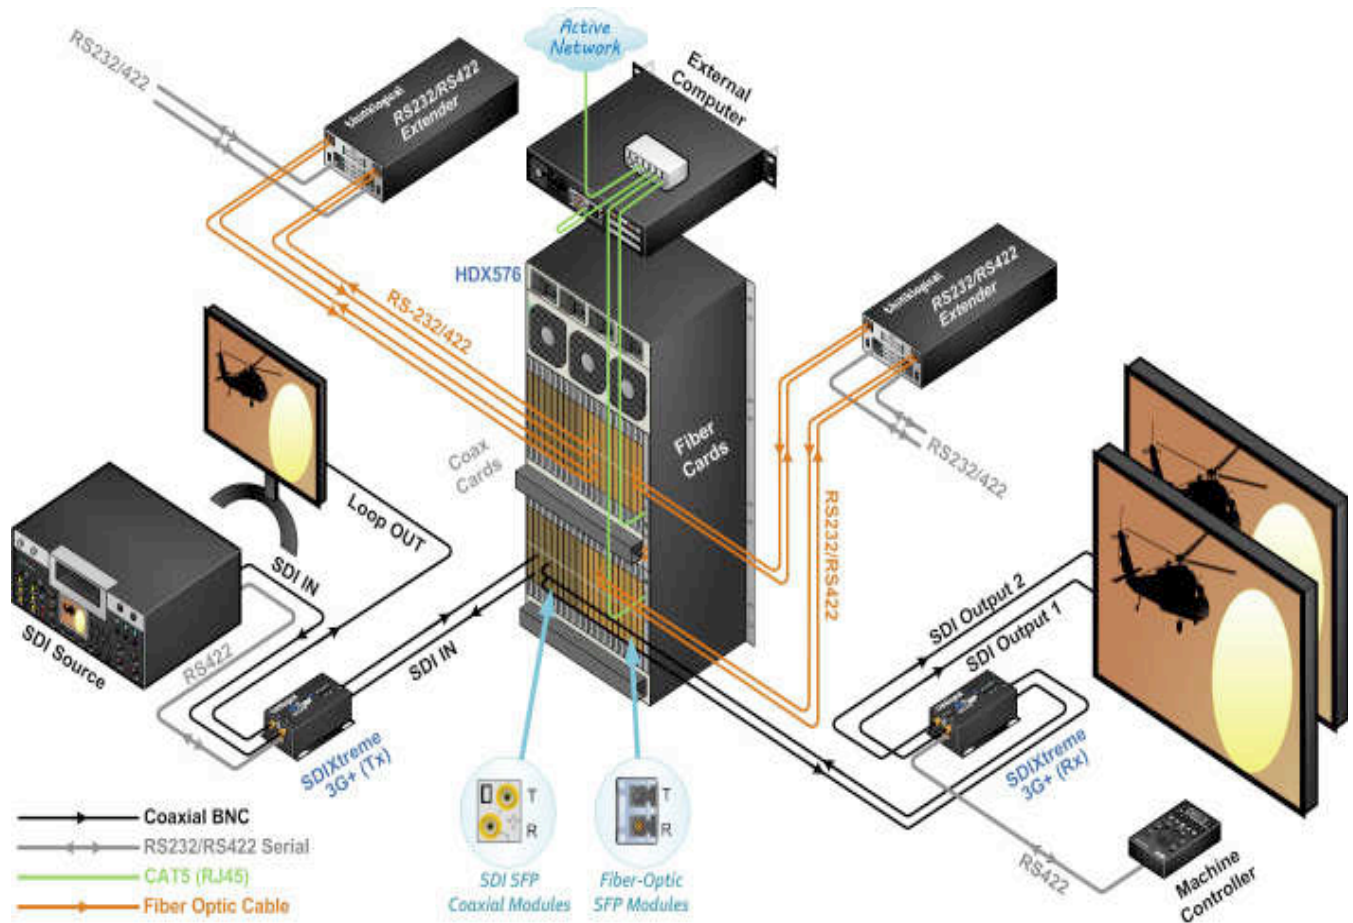 Active
Network
External
Computer
RS232/422
thinklogical
RS232/RS422
Extender
HDX576
RS-232/422
thinklogical
RS232/RS422
Extender
Coax
Cards
Fiber
Cards
RS232/422
RS232/RS422
Loop OUT
SDI IN
SDI Source
RS422
SDI IN
SDI Output 2
SDI Output 1
SDIXtreme
3G+ (Tx)
SDIXtreme
3G+ (Rx)
T
R
T
R
SDI SFP
Coaxial Modules
Fiber-Optic
SFP Modules
RS422
Machine
Controller
Coaxial BNC
RS232/RS422 Serial
CAT5 (RJ45)
Fiber Optic Cable